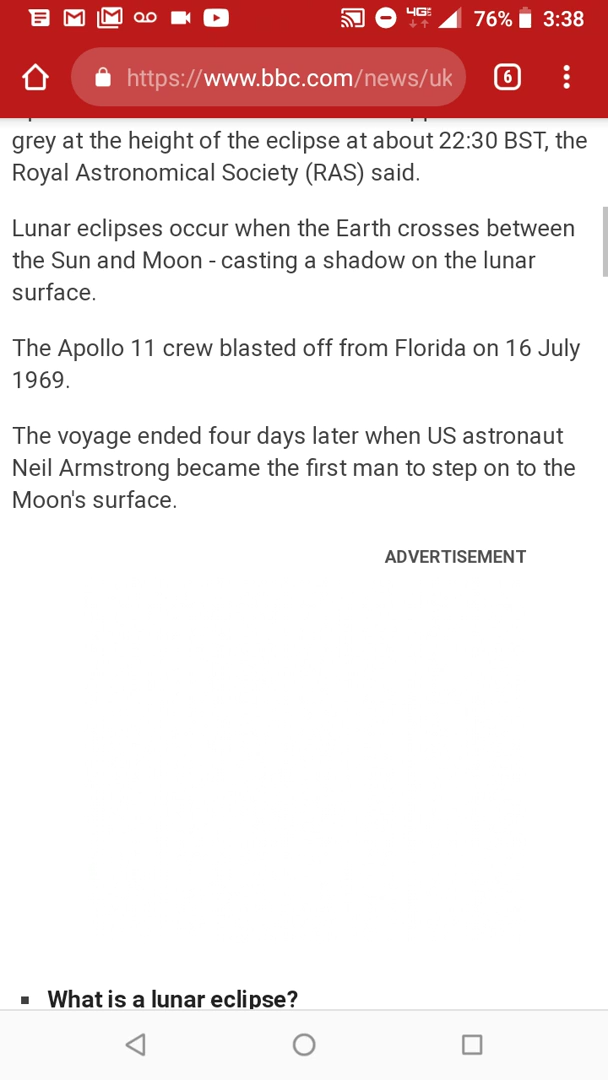 4G
76%
3:38
https://www.bbc.com/news/uk
6
grey at the height of the eclipse at about 22:30 BST, the
Royal Astronomical Society (RAS) said.
Lunar eclipses occur when the Earth crosses between
the Sun and Moon - casting a shadow on the lunar
surface.
The Apollo 11 crew blasted off from Florida on 16 July
1969.
The voyage ended four days later when US astronaut
Neil Armstrong became the first man to step on to the
Moon's surface.
ADVERTISEMENT
What is a lunar eclipse?